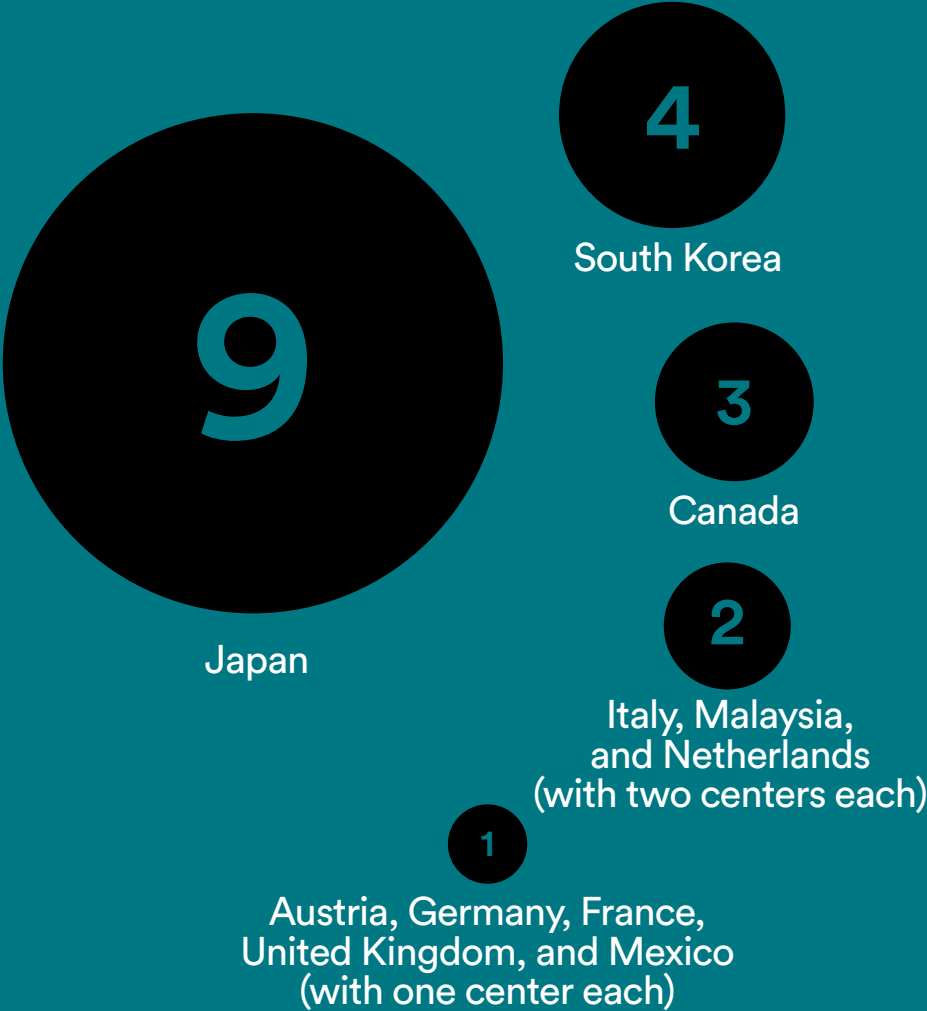 9
Japan
4
South Korea
3
Canada
2
Italy, Malaysia,
and Netherlands
(with two centers each)
1
Austria, Germany, France,
United Kingdom, and Mexico
(with one center each)